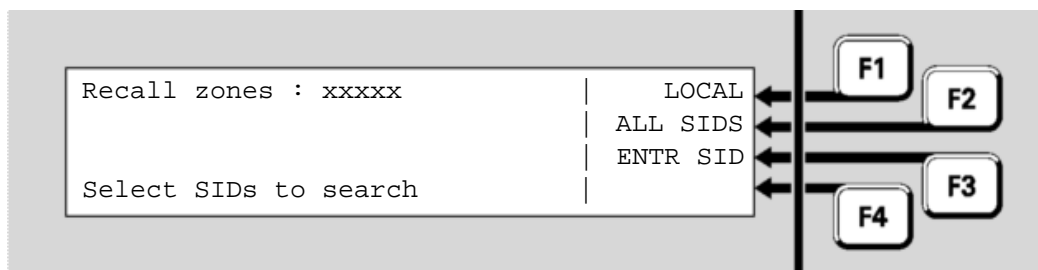 Recall zones : xxxxx | LOCAL
| ALL SIDS
| ENTR SID
Select SIDs to search |
F1
F2
F3
F4